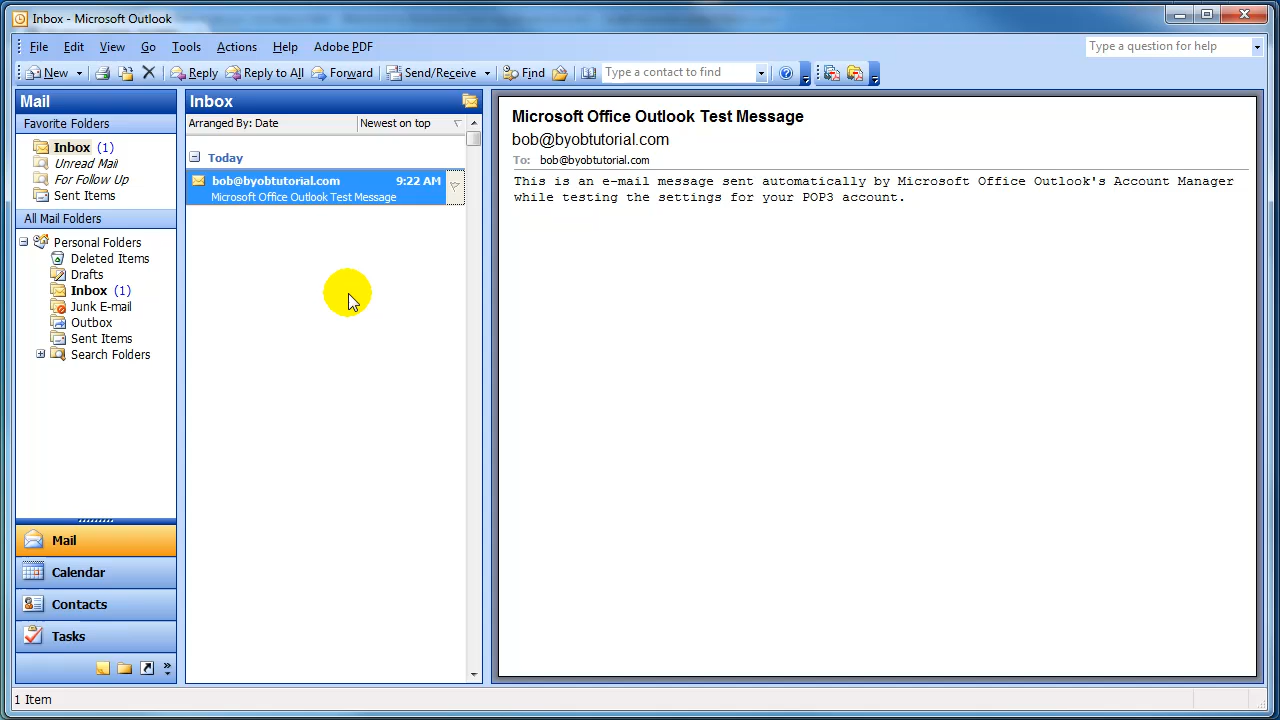 Inbox - Microsoft Outlook
File Edit View Go Tools Actions Help Adobe PDF
Type a question for help
New Reply Reply to All Forward Send/Receive Find Type a contact to find
Mail
Favorite Folders
Inbox (1)
Unread Mail
For Follow Up
Sent Items
All Mail Folders
Personal Folders
Deleted Items
Drafts
Inbox (1)
Junk E-mail
Outbox
Sent Items
Search Folders
Mail
Calendar
Contacts
Tasks
Inbox
Arranged By: Date Newest on top
Today
bob@byobtutorial.com 9:22 AM
Microsoft Office Outlook Test Message
Microsoft Office Outlook Test Message
bob@byobtutorial.com
To: bob@byobtutorial.com
This is an e-mail message sent automatically by Microsoft Office Outlook's Account Manager
while testing the settings for your POP3 account.
1 Item